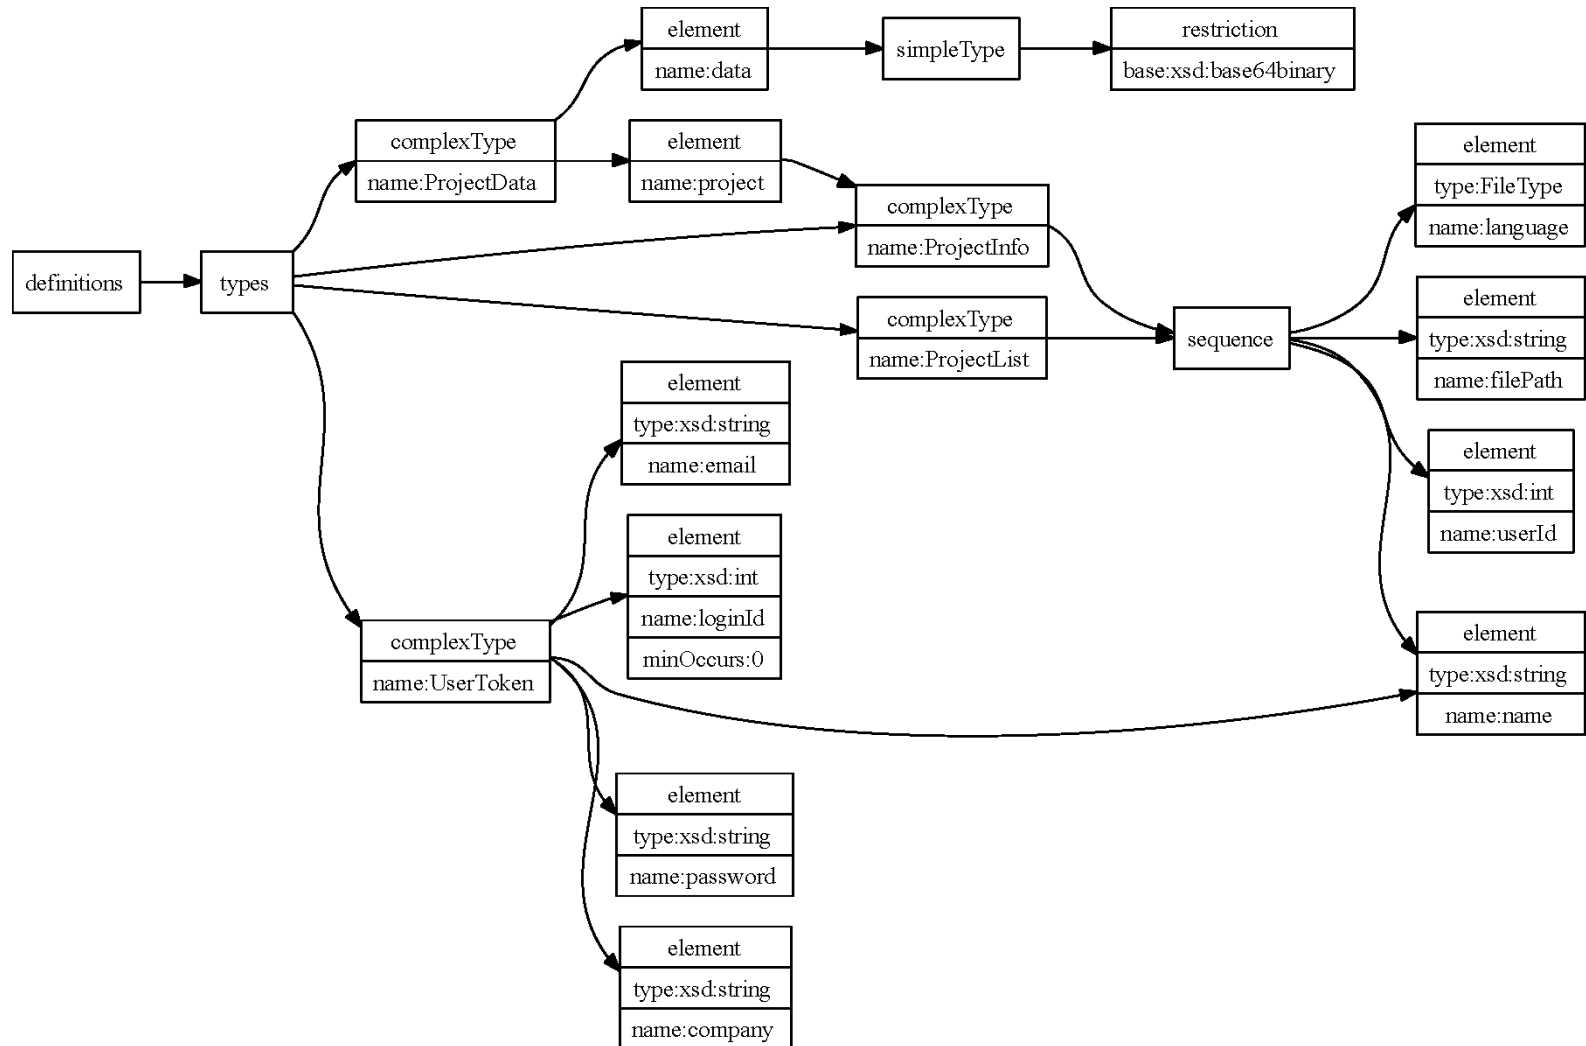 element
name:data
simpleType
restriction
base:xsd:base64binary
complexType
name:ProjectData
element
name:project
element
type:FileType
name:language
complexType
name:ProjectInfo
definitions
types
complexType
name:ProjectList
sequence
element
type:xsd:string
name:filePath
element
type:xsd:string
name:email
element
type:xsd:int
name:userId
element
type:xsd:int
name:loginId
minOccurs:0
complexType
name:UserToken
element
type:xsd:string
name:name
element
type:xsd:string
name:password
element
type:xsd:string
name:company